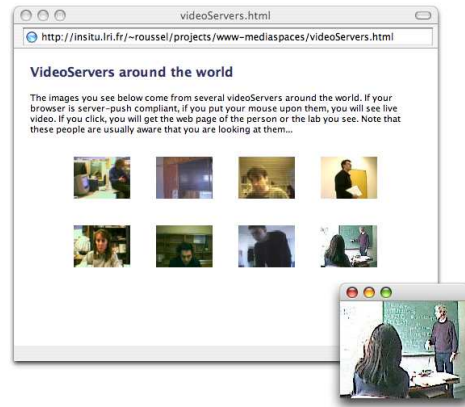 videoServers.html
http://insitu.lri.fr/~roussel/projects/www-mediaspaces/videoServers.html
VideoServers around the world
The images you see below come from several videoServers around the world. If your
browser is server-push compliant, if you put your mouse upon them, you will see live
video. If you click, you will get the web page of the person or the lab you see. Note that
these people are usually aware that you are looking at them...